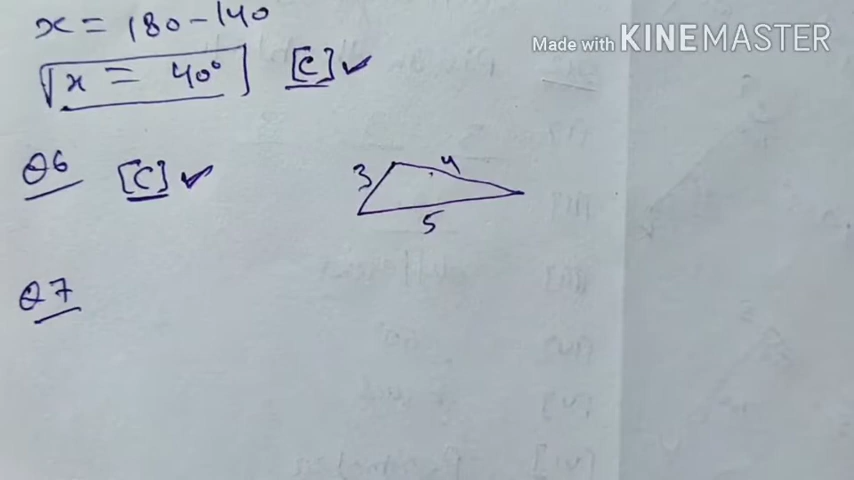 x = 180 - 140
Made with KINEMASTER
x = 40° [C] ✓
Q6 [C] ✓
3 4
5
Q7